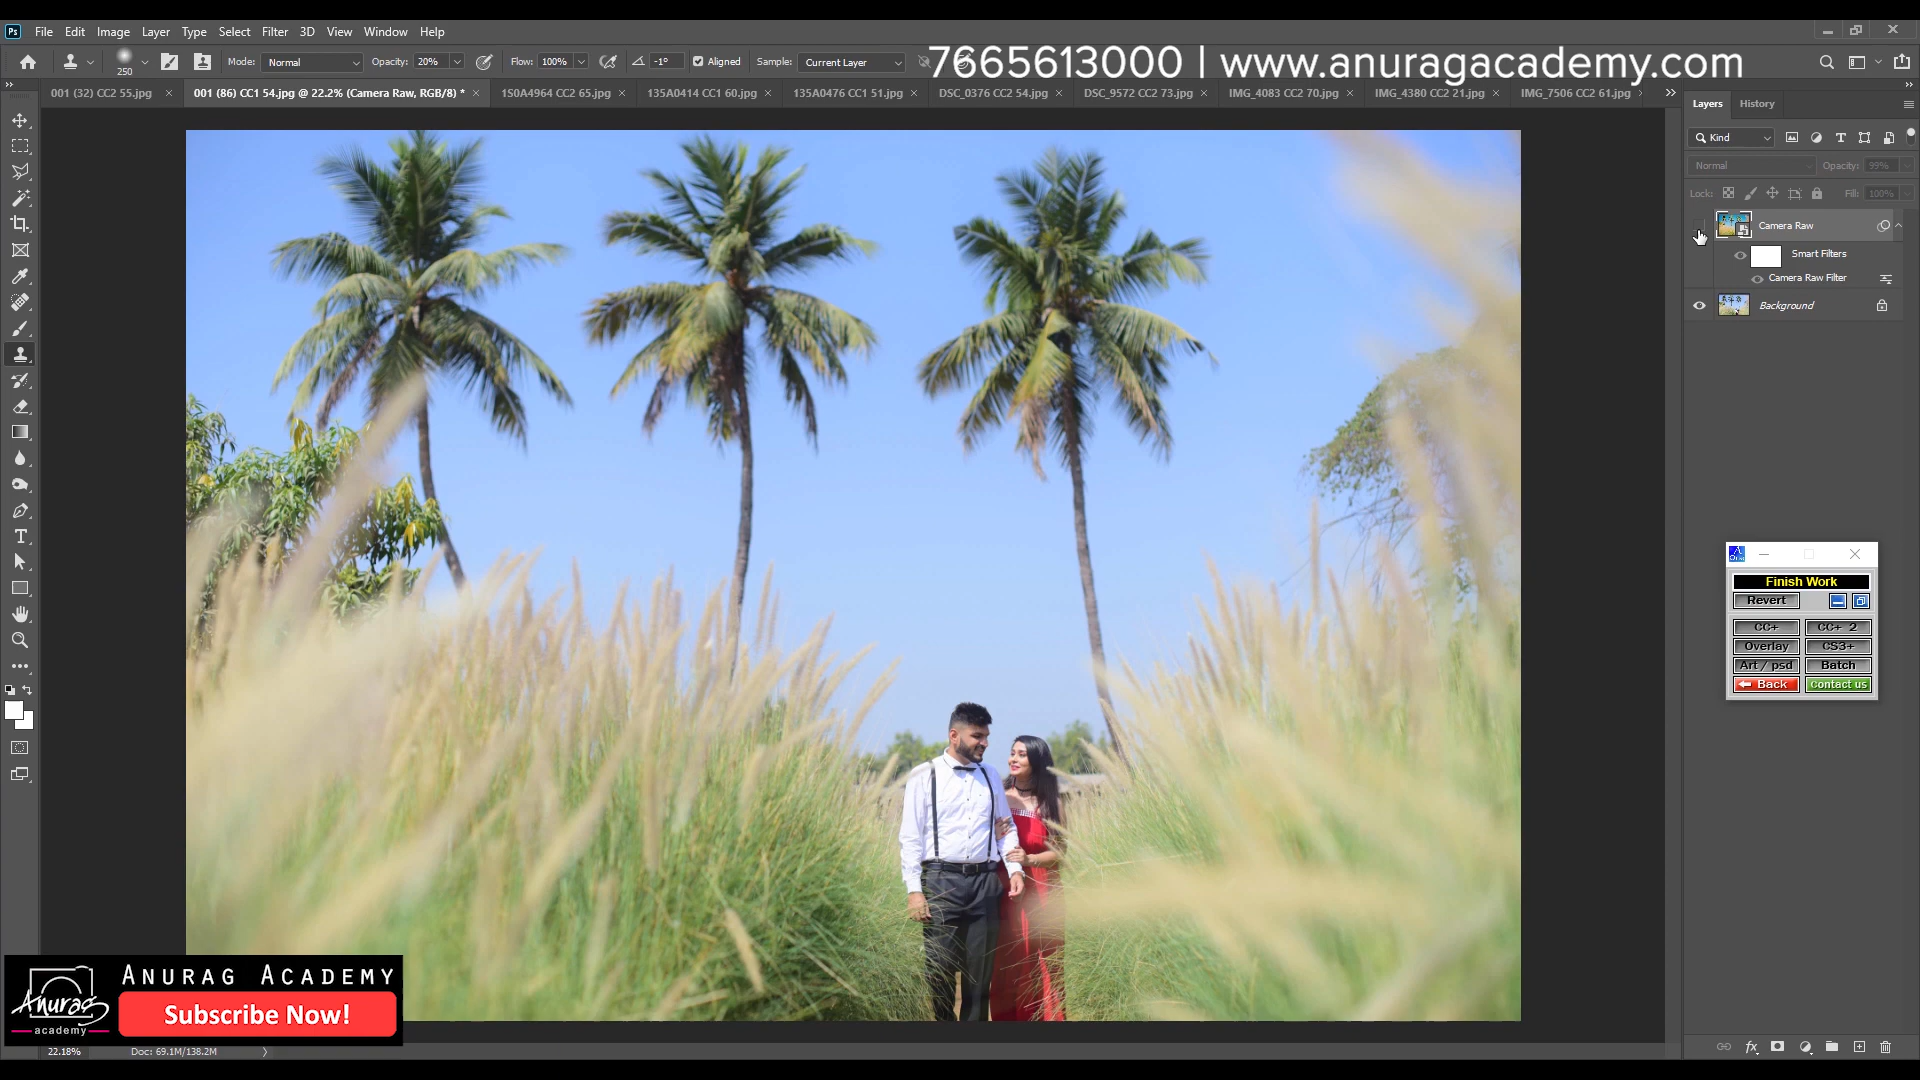 Ps File Edit Image Layer Type Select Filter 3D View Window Help
250 Mode: Normal Opacity: 20% Flow: 100% -1° Aligned Sample: Current Layer
7665613000 | www.anuragacademy.com
001 (32) CC2 55.jpg × 001 (86) CC1 54.jpg @ 22.2% (Camera Raw, RGB/8) * × 1S0A4964 CC2 65.jpg × 135A0414 CC1 60.jpg × 135A0476 CC1 51.jpg × DSC_0376 CC2 54.jpg × DSC_9572 CC2 73.jpg × IMG_4083 CC2 70.jpg × IMG_4380 CC2 21.jpg × IMG_7506 CC2 61.jpg ×
Layers History
Kind
Normal Opacity: 99%
Lock: Fill: 100%
Camera Raw
Smart Filters
Camera Raw Filter
Background
Finish Work
Revert
CC+ CC+ 2
Overlay CS3+
Art / psd Batch
Back Contact us
ANURAG ACADEMY
Subscribe Now!
Anurag
academy
22.18% Doc: 69.1M/138.2M